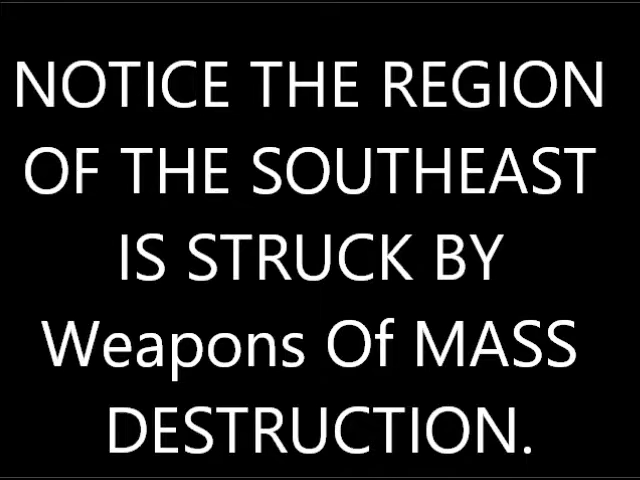 NOTICE THE REGION
OF THE SOUTHEAST
IS STRUCK BY
Weapons Of MASS
DESTRUCTION.